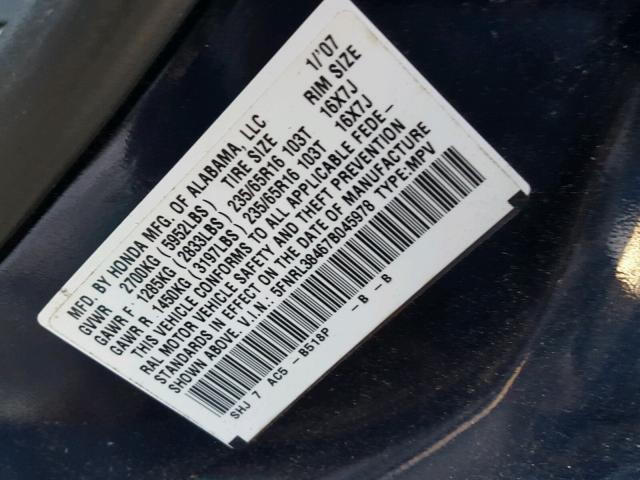 MFD. BY HONDA MFG. OF ALABAMA, LLC 1/'07
GVWR 2700KG (5952LBS) TIRE SIZE RIM SIZE
GAWR F 1285KG (2833LBS) 235/65R16 103T 16X7J
GAWR R 1450KG (3197LBS) 235/65R16 103T 16X7J
THIS VEHICLE CONFORMS TO ALL APPLICABLE FEDE-
RAL MOTOR VEHICLE SAFETY AND THEFT PREVENTION
STANDARDS IN EFFECT ON THE DATE OF MANUFACTURE
SHOWN ABOVE. V.I.N.: 5FNRL38467B045978 TYPE:MPV
SHJ 7 AC5 - B518P - B - B